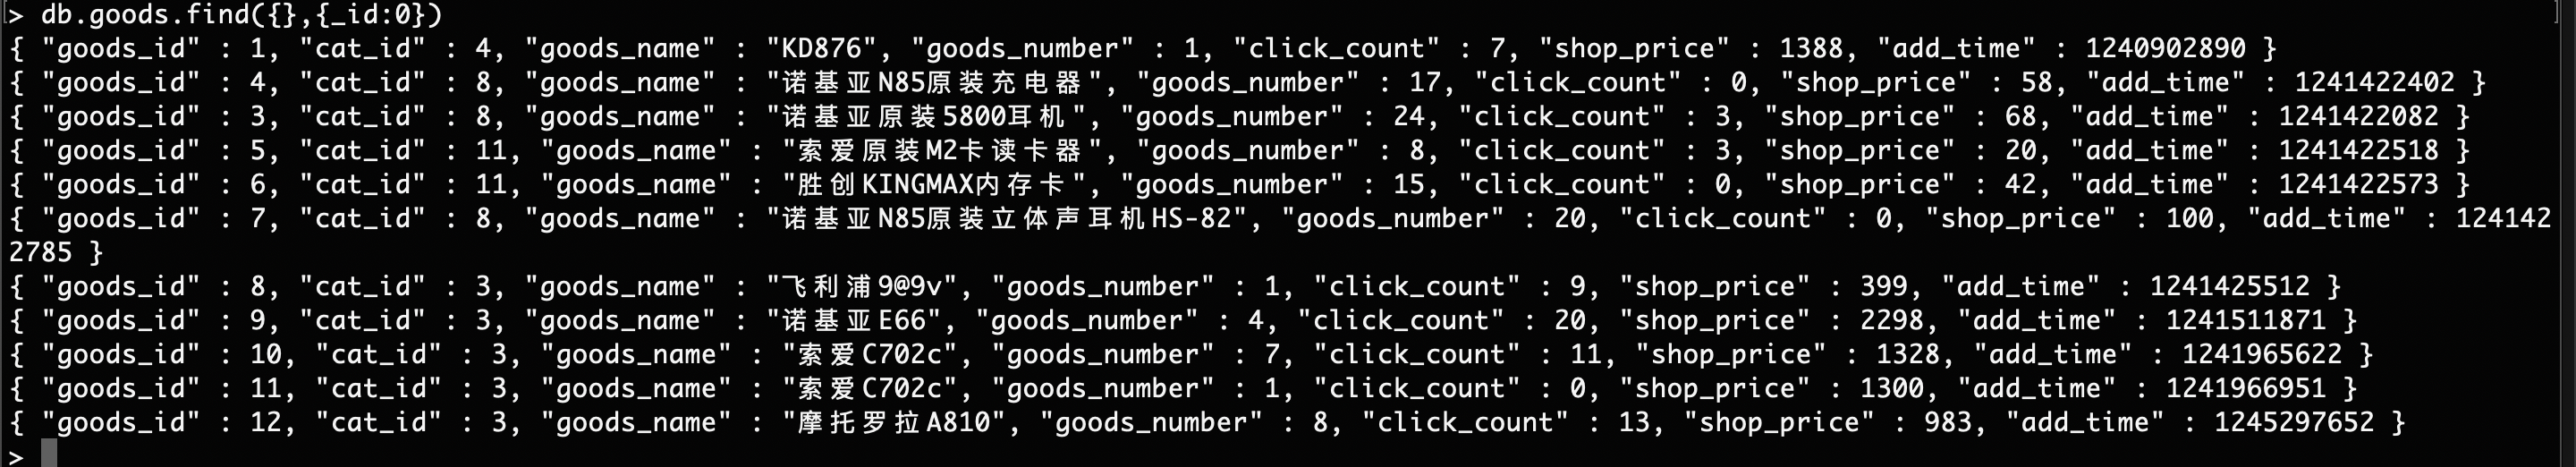 > db.goods.find({},{_id:0})
{ "goods_id" : 1, "cat_id" : 4, "goods_name" : "KD876", "goods_number" : 1, "click_count" : 7, "shop_price" : 1388, "add_time" : 1240902890 }
{ "goods_id" : 4, "cat_id" : 8, "goods_name" : "诺基亚N85原装充电器", "goods_number" : 17, "click_count" : 0, "shop_price" : 58, "add_time" : 1241422402 }
{ "goods_id" : 3, "cat_id" : 8, "goods_name" : "诺基亚原装5800耳机", "goods_number" : 24, "click_count" : 3, "shop_price" : 68, "add_time" : 1241422082 }
{ "goods_id" : 5, "cat_id" : 11, "goods_name" : "索爱原装M2卡读卡器", "goods_number" : 8, "click_count" : 3, "shop_price" : 20, "add_time" : 1241422518 }
{ "goods_id" : 6, "cat_id" : 11, "goods_name" : "胜创KINGMAX内存卡", "goods_number" : 15, "click_count" : 0, "shop_price" : 42, "add_time" : 1241422573 }
{ "goods_id" : 7, "cat_id" : 8, "goods_name" : "诺基亚N85原装立体声耳机HS-82", "goods_number" : 20, "click_count" : 0, "shop_price" : 100, "add_time" : 124142
2785 }
{ "goods_id" : 8, "cat_id" : 3, "goods_name" : "飞利浦9@9v", "goods_number" : 1, "click_count" : 9, "shop_price" : 399, "add_time" : 1241425512 }
{ "goods_id" : 9, "cat_id" : 3, "goods_name" : "诺基亚E66", "goods_number" : 4, "click_count" : 20, "shop_price" : 2298, "add_time" : 1241511871 }
{ "goods_id" : 10, "cat_id" : 3, "goods_name" : "索爱C702c", "goods_number" : 7, "click_count" : 11, "shop_price" : 1328, "add_time" : 1241965622 }
{ "goods_id" : 11, "cat_id" : 3, "goods_name" : "索爱C702c", "goods_number" : 1, "click_count" : 0, "shop_price" : 1300, "add_time" : 1241966951 }
{ "goods_id" : 12, "cat_id" : 3, "goods_name" : "摩托罗拉A810", "goods_number" : 8, "click_count" : 13, "shop_price" : 983, "add_time" : 1245297652 }
>